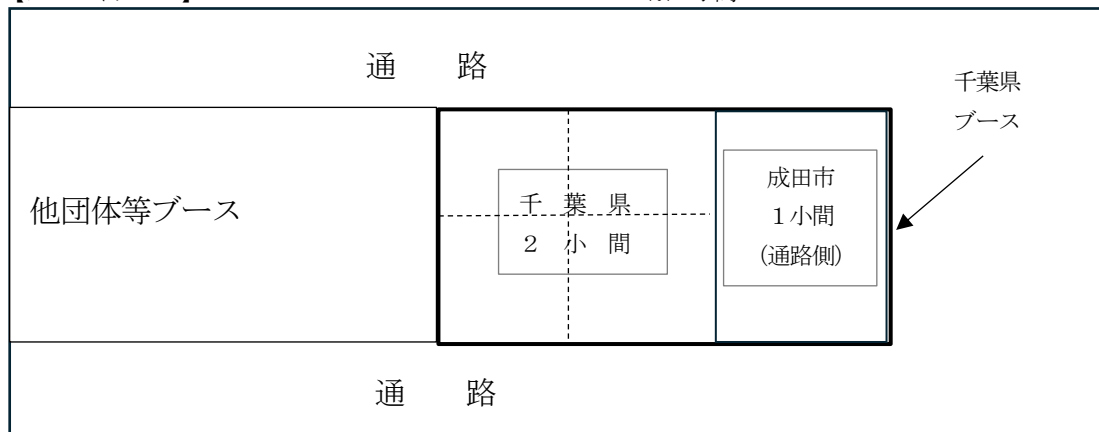 通　　路
千葉県
ブース
他団体等ブース
千　葉　県
２　小　間
成田市
１小間
(通路側)
通　　路